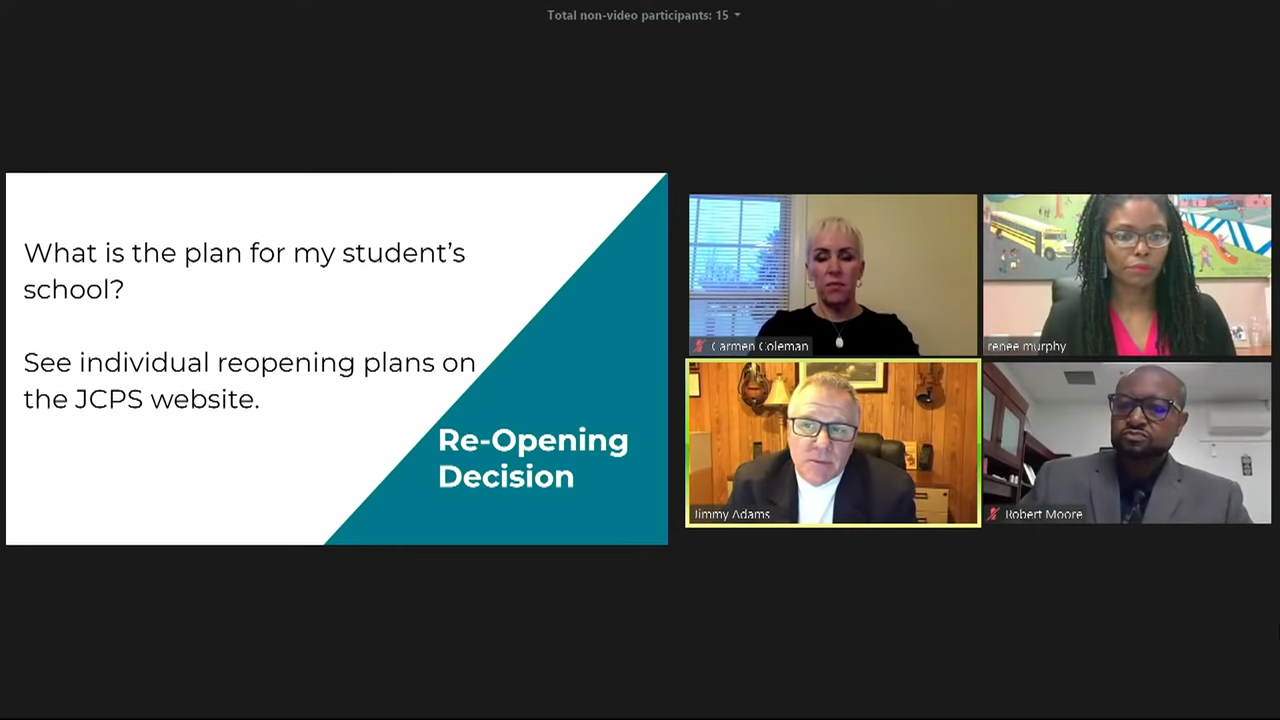 Total non-video participants: 15
What is the plan for my student's
school?
See individual reopening plans on
the JCPS website.
Re-Opening
Decision
Carmen Coleman
renee murphy
Jimmy Adams
Robert Moore